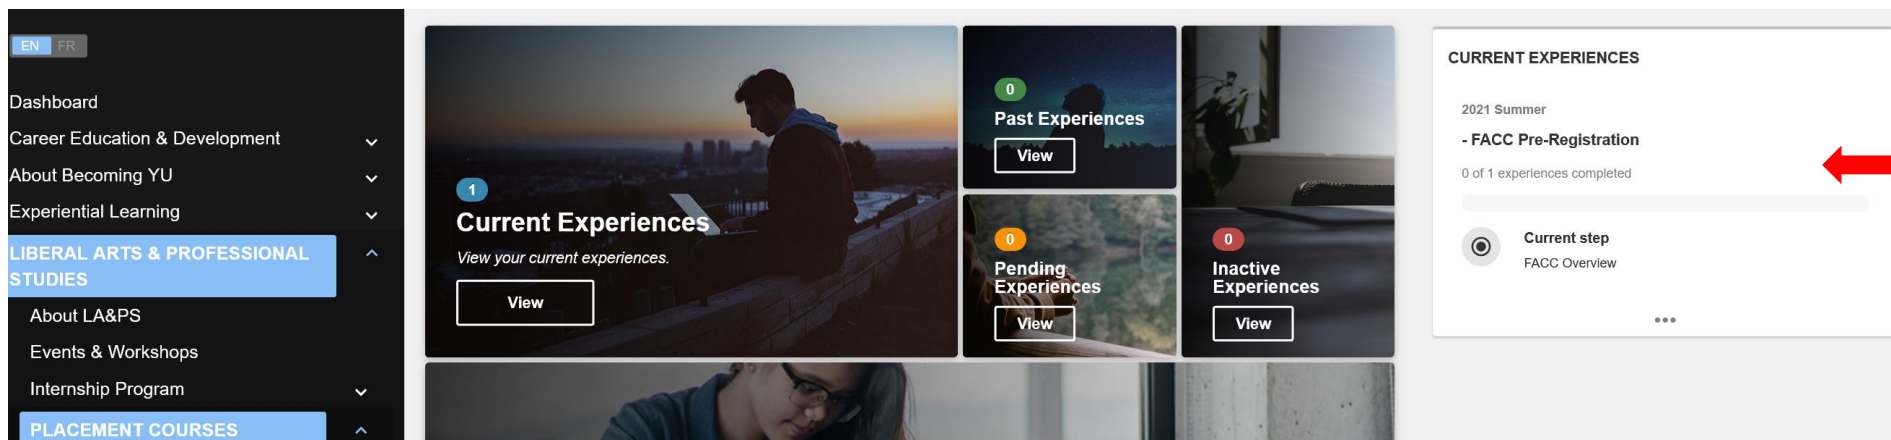 EN FR
Dashboard
Career Education & Development
About Becoming YU
Experiential Learning
LIBERAL ARTS & PROFESSIONAL
STUDIES
About LA&PS
Events & Workshops
Internship Program
PLACEMENT COURSES
1
Current Experiences
View your current experiences.
View
0
Past Experiences
View
0
Pending
Experiences
View
0
Inactive
Experiences
View
CURRENT EXPERIENCES
2021 Summer
- FACC Pre-Registration
0 of 1 experiences completed
Current step
FACC Overview